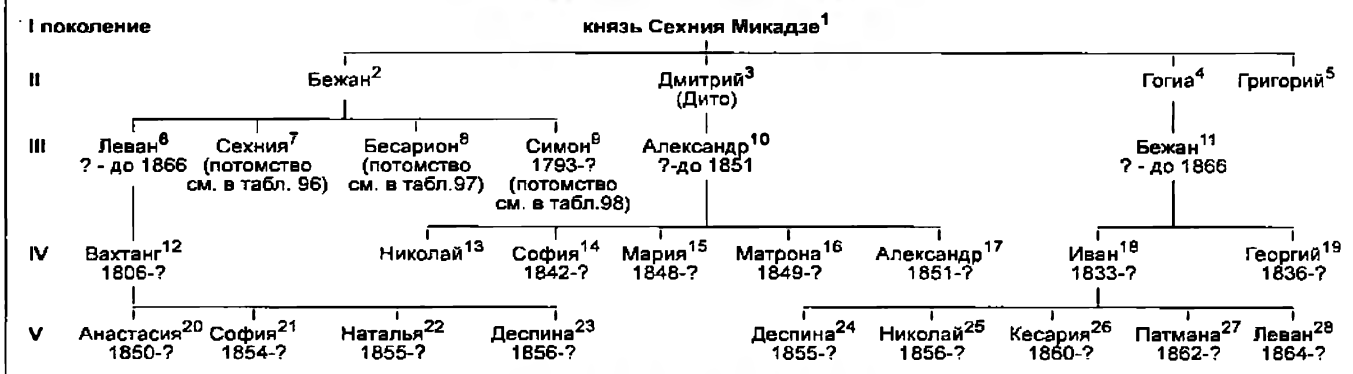 I поколение князь Сехния Микадзе¹
II Бежан² Дмитрий³ Гогиа⁴ Григорий⁵
(Дито)
III Леван⁶ Сехния⁷ Бесарион⁸ Симон⁹ Александр¹⁰ Бежан¹¹
? - до 1866 (потомство (потомство 1793-? ?-до 1851 ? - до 1866
см. в табл. 96) см. в табл.97) (потомство
см. в табл.98)
IV Вахтанг¹² Николай¹³ София¹⁴ Мария¹⁵ Матрона¹⁶ Александр¹⁷ Иван¹⁸ Георгий¹⁹
1806-? 1842-? 1848-? 1849-? 1851-? 1833-? 1836-?
V Анастасия²⁰ София²¹ Наталья²² Деспина²³ Деспина²⁴ Николай²⁵ Кесария²⁶ Патмана²⁷ Леван²⁸
1850-? 1854-? 1855-? 1856-? 1855-? 1856-? 1860-? 1862-? 1864-?